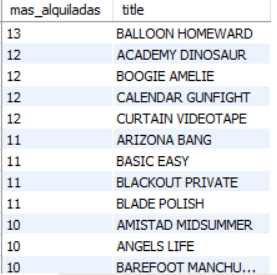 mas_alquiladas title
13 BALLOON HOMEWARD
12 ACADEMY DINOSAUR
12 BOOGIE AMELIE
12 CALENDAR GUNFIGHT
12 CURTAIN VIDEOTAPE
11 ARIZONA BANG
11 BASIC EASY
11 BLACKOUT PRIVATE
11 BLADE POLISH
10 AMISTAD MIDSUMMER
10 ANGELS LIFE
10 BAREFOOT MANCHU...